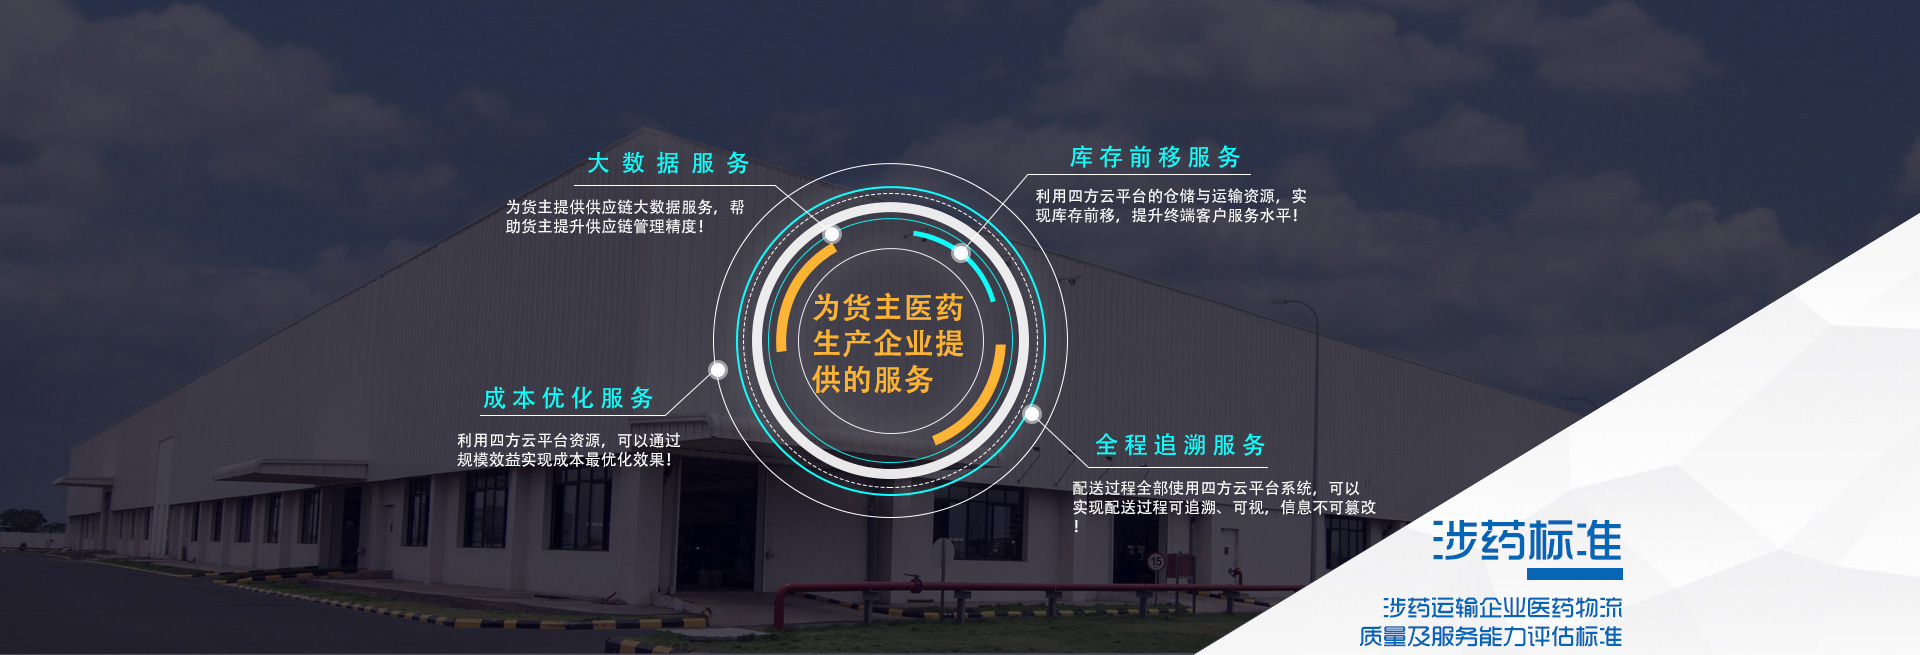 大数据服务
为货主提供供应链大数据服务，帮
助货主提升供应链管理精度！
库存前移服务
利用四方云平台的仓储与运输资源，实
现库存前移，提升终端客户服务水平！
为货主医药
生产企业提
供的服务
成本优化服务
利用四方云平台资源，可以通过
规模效益实现成本最优化效果！
全程追溯服务
配送过程全部使用四方云平台系统，可以
实现配送过程可追溯、可视，信息不可篡改
！
15
涉药标准
涉药运输企业医药物流
质量及服务能力评估标准